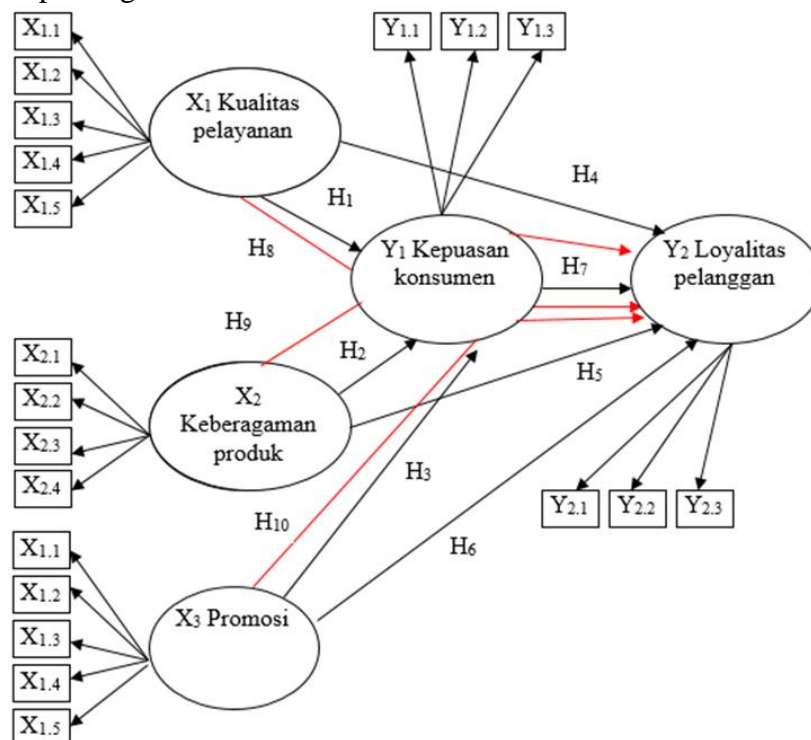 X1.1
X1.2
X1.3
X1.4
X1.5
X1 Kualitas
pelayanan
Y1.1
Y1.2
Y1.3
H1
H4
H8
Y1 Kepuasan
konsumen
H7
Y2 Loyalitas
pelanggan
H9
H2
H5
X2.1
X2.2
X2.3
X2.4
X2
Keberagaman
produk
H3
H10
H6
Y2.1
Y2.2
Y2.3
X1.1
X1.2
X1.3
X1.4
X1.5
X3 Promosi